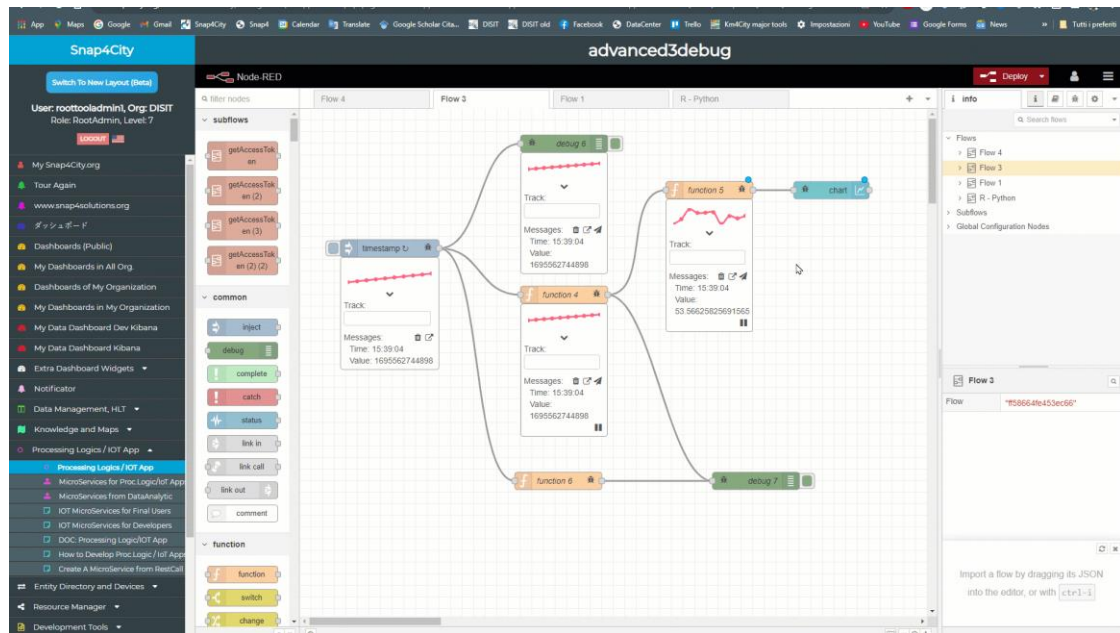 App
Maps
Google
Gmail
Snap4City
Snap4
Calendar
Translate
Google Scholar Cita...
DISIT
DISIT old
Facebook
DataCenter
Trello
Km4City major tools
Impostazioni
YouTube
Google Forms
News
»
Tutti i preferiti
Snap4City
advanced3debug
Switch To New Layout (Beta)
User: roottooladmin1, Org: DISIT
Role: RootAdmin, Level: 7
LOGOUT
My Snap4City.org
Tour Again
www.snap4solutions.org
ダッシュボード
Dashboards (Public)
My Dashboards in All Org.
Dashboards of My Organization
My Dashboards in My Organization
My Data Dashboard Dev Kibana
My Data Dashboard Kibana
Extra Dashboard Widgets
Notificator
Data Management, HLT
Knowledge and Maps
Processing Logics / IOT App
Processing Logics / IOT App
MicroServices for Proc.Logic/IoT App
MicroServices from DataAnalytic
IOT MicroServices for Final Users
IOT MicroServices for Developers
DOC: Processing Logic/IOT App
How to Develop Proc.Logic / IoT Apps
Create A MicroService from RestCall
Entity Directory and Devices
Resource Manager
Development Tools
Node-RED
Deploy
filter nodes
subflows
getAccessTok
en
getAccessTok
en (2)
getAccessTok
en (3)
getAccessTok
en (2) (2)
common
inject
debug
complete
catch
status
link in
link call
link out
comment
function
function
switch
change
Flow 4
Flow 3
Flow 1
R - Python
timestamp ↻
Track:
Messages:
Time: 15:39:04
Value: 1695562744898
debug 6
Track:
Messages:
Time: 15:39:04
Value:
1695562744898
function 4
Track:
Messages:
Time: 15:39:04
Value:
1695562744898
function 5
Track:
Messages:
Time: 15:39:04
Value:
53.56625825691565
chart
function 6
debug 7
info
Search flows
Flows
Flow 4
Flow 3
Flow 1
R - Python
Subflows
Global Configuration Nodes
Flow 3
Flow
"ff58664fe453ec66"
Import a flow by dragging its JSON
into the editor, or with ctrl-i